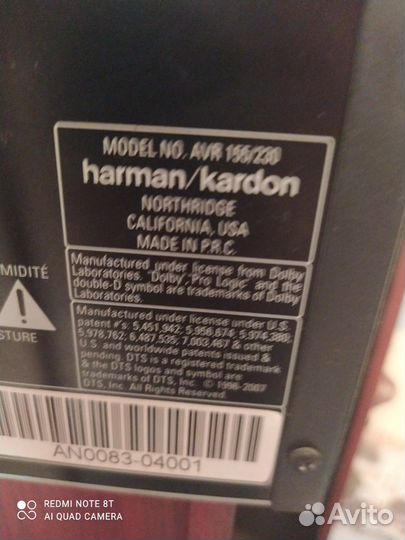 MODEL NO. AVR 155/230
harman/kardon
NORTHRIDGE
CALIFORNIA, USA
MADE IN P.R.C.
Manufactured under license from Dolby
Laboratories. "Dolby", "Pro Logic" and the
double-D symbol are trademarks of Dolby
Laboratories.
UMIDITÉ
STURE
Manufactured under license under U.S.
patent #'s: 5,451,942; 5,956,674; 5,974,380;
5,978,762; 6,487,535; 7,003,467 & other
U.S. and worldwide patents issued &
pending. DTS is a registered trademark
& the DTS logos and symbol are
trademarks of DTS, Inc. © 1996-2007
DTS, Inc. All Rights Reserved.
AN0083-04001
REDMI NOTE 8T
AI QUAD CAMERA
Avito